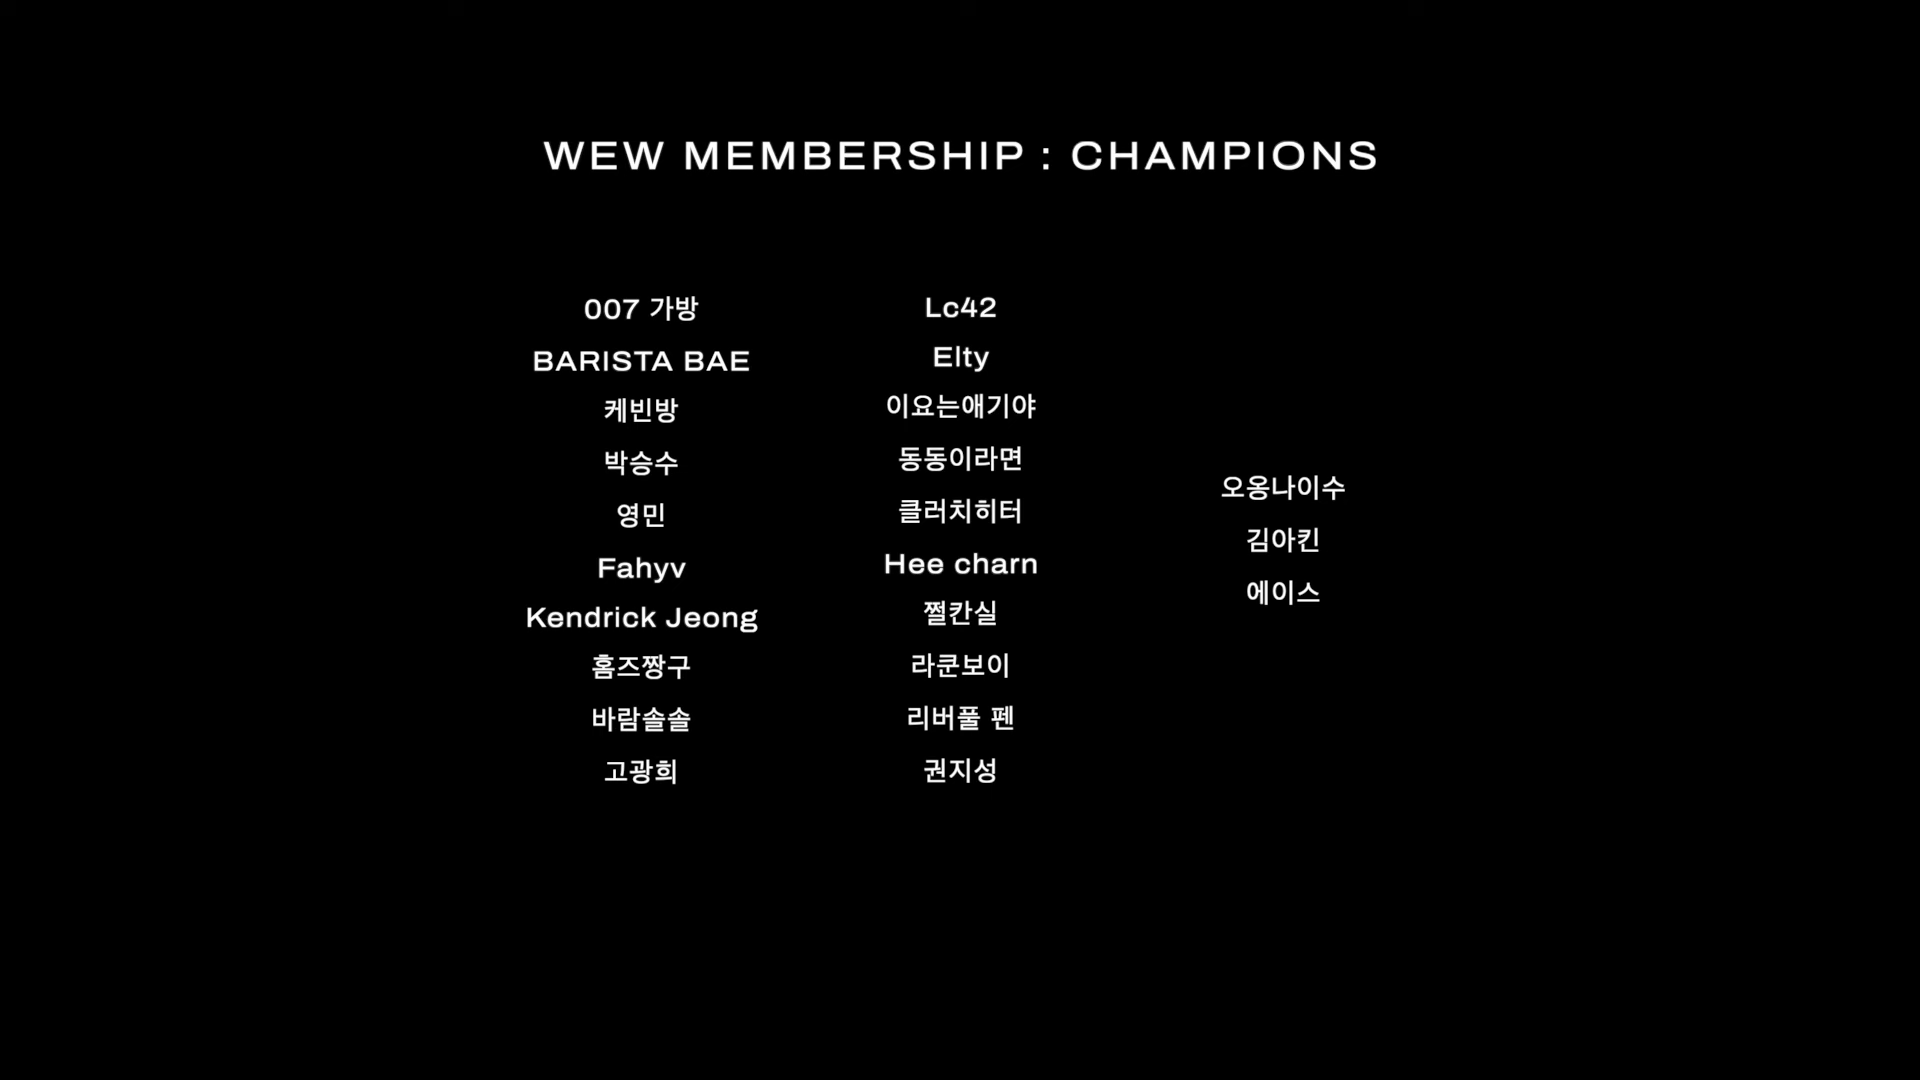 WEW MEMBERSHIP : CHAMPIONS
007 가방
BARISTA BAE
케빈방
박승수
영민
Fahyv
Kendrick Jeong
홈즈짱구
바람솔솔
고광희
Lc42
Elty
이요는애기야
동동이라면
클러치히터
Hee charn
쩔칸실
라쿤보이
리버풀 펜
권지성
오옹나이수
김아킨
에이스